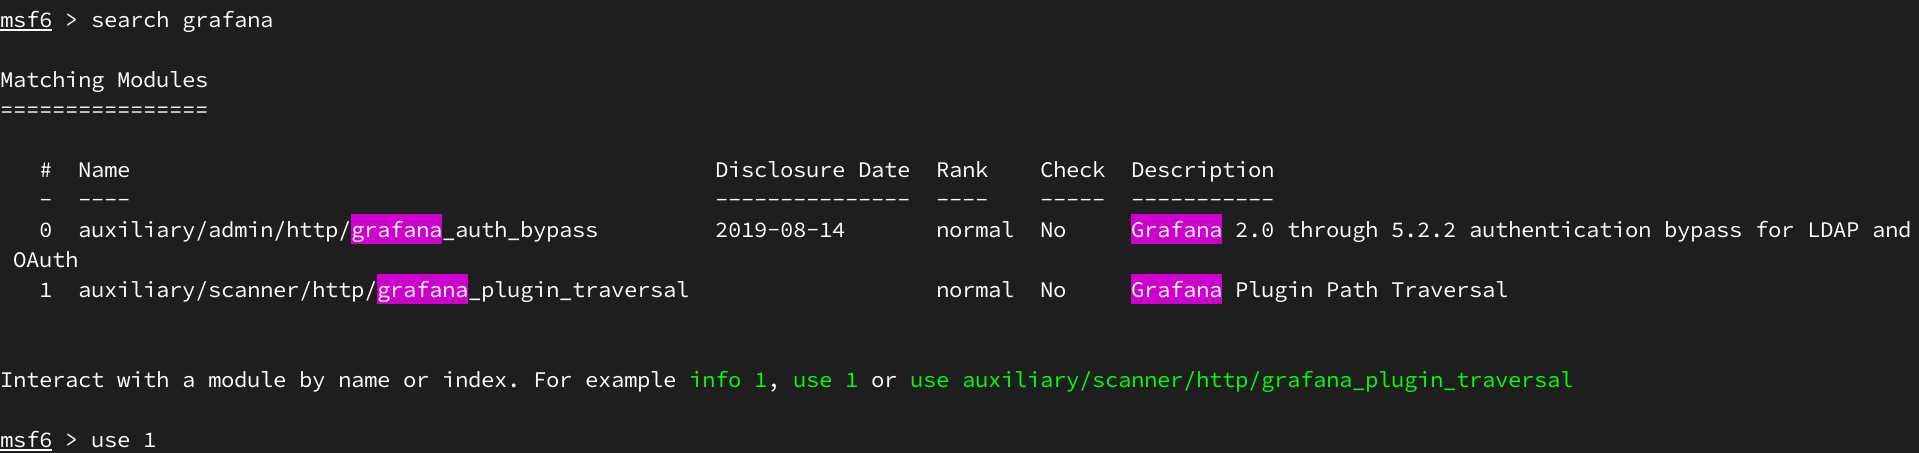 msf6 > search grafana
Matching Modules
================
#  Name  Disclosure Date  Rank  Check  Description
-  ----  ---------------  ----  -----  -----------
0  auxiliary/admin/http/grafana_auth_bypass  2019-08-14  normal  No  Grafana 2.0 through 5.2.2 authentication bypass for LDAP and
OAuth
1  auxiliary/scanner/http/grafana_plugin_traversal  normal  No  Grafana Plugin Path Traversal
Interact with a module by name or index. For example info 1, use 1 or use auxiliary/scanner/http/grafana_plugin_traversal
msf6 > use 1